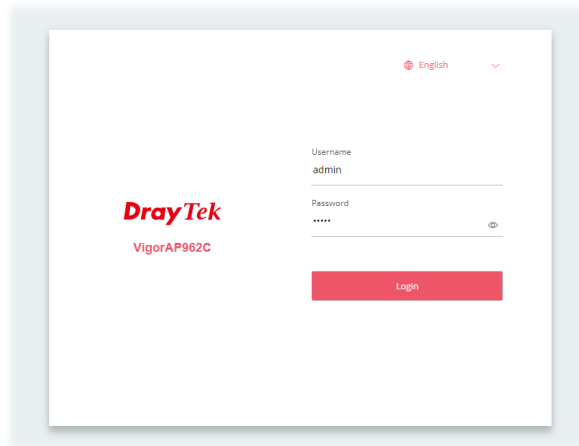 English
Username
admin
Password
•••••
DrayTek
VigorAP962C
Login